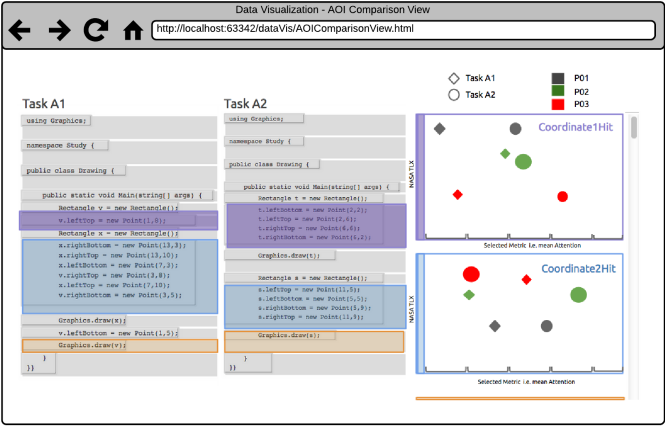 Data Visualization - AOI Comparison View
http://localhost:63342/dataVis/AOIComparisonView.html
Task A1
Task A2
P01
P02
P03
Task A1
using Graphics;
namespace Study {
public class Drawing {
public static void Main(string[] args) {
Rectangle v = new Rectangle();
v.leftTop = new Point(1,8);
Rectangle x = new Rectangle();
x.rightBottom = new Point(13,3);
x.rightTop = new Point(13,10);
x.leftBottom = new Point(7,3);
v.rightTop = new Point(3,8);
x.leftTop = new Point(7,10);
v.rightBottom = new Point(3,5);
Graphics.draw(x);
v.leftBottom = new Point(1,5);
Graphics.draw(v);
}
}}
Task A2
using Graphics;
namespace Study {
public class Drawing {
public static void Main(string[] args) {
Rectangle t = new Rectangle();
t.leftBottom = new Point(2,2);
t.leftTop = new Point(2,6);
t.rightTop = new Point(6,6);
t.rightBottom = new Point(6,2);
Graphics.draw(t);
Rectangle s = new Rectangle();
s.leftTop = new Point(11,5);
s.leftBottom = new Point(5,5);
s.rightTop = new Point(11,9);
Graphics.draw(s);
}
}}
Coordinate1Hit
NASA TLX
Selected Metric i.e. mean Attention
Coordinate2Hit
NASA TLX
Selected Metric i.e. mean Attention